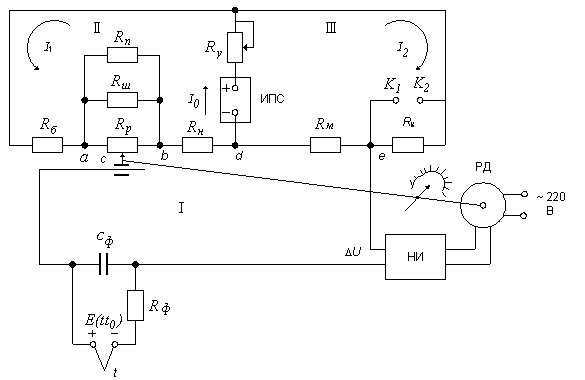 II
III
I₁
Rп
Rу
I₂
Rш
+
−
ИПС
I₀
K₁
K₂
Rб
Rр
Rн
Rм
Rк
a
c
b
d
e
РД
~ 220
В
I
ΔU
НИ
Cф
Rф
E(tt₀)
+
−
t